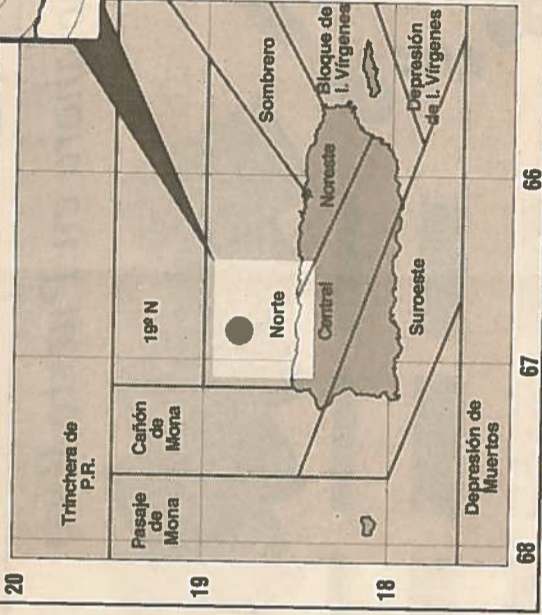 20
19
18
Trinchera de
P.R.
Pasaje
de
Mona
Cañón
de
Mona
19º N
Norte
Sombrero
Bloque de
I. Vírgenes
Depresión
de I. Vírgenes
Noreste
Central
Suroeste
Depresión de
Muertos
68
67
66